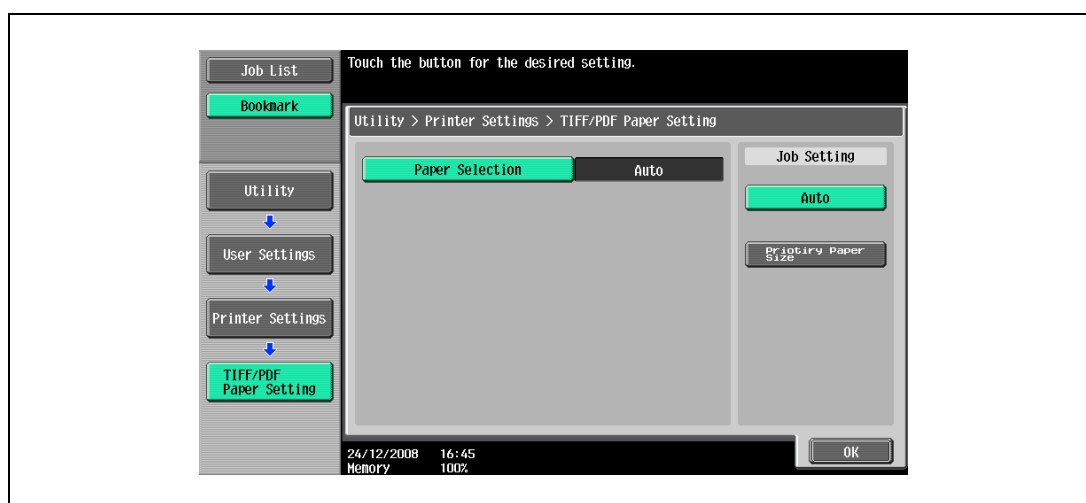 Job List
Bookmark
Touch the button for the desired setting.
Utility > Printer Settings > TIFF/PDF Paper Setting
Paper Selection
Auto
Job Setting
Auto
Priotiry Paper
Size
Utility
User Settings
Printer Settings
TIFF/PDF
Paper Setting
24/12/2008 16:45
Memory 100%
OK